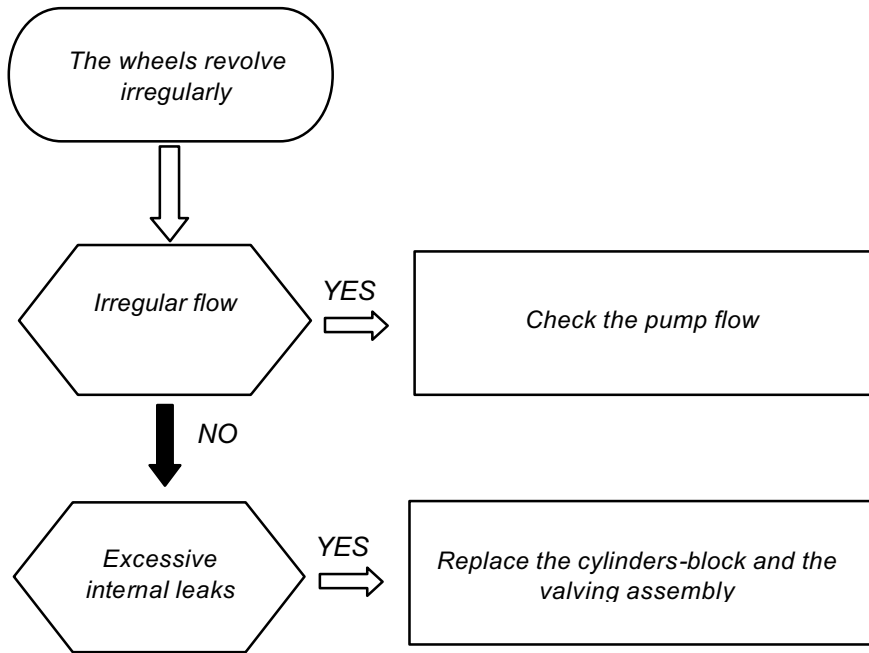 The wheels revolve
irregularly
Irregular flow
YES
Check the pump flow
NO
Excessive
internal leaks
YES
Replace the cylinders-block and the
valving assembly